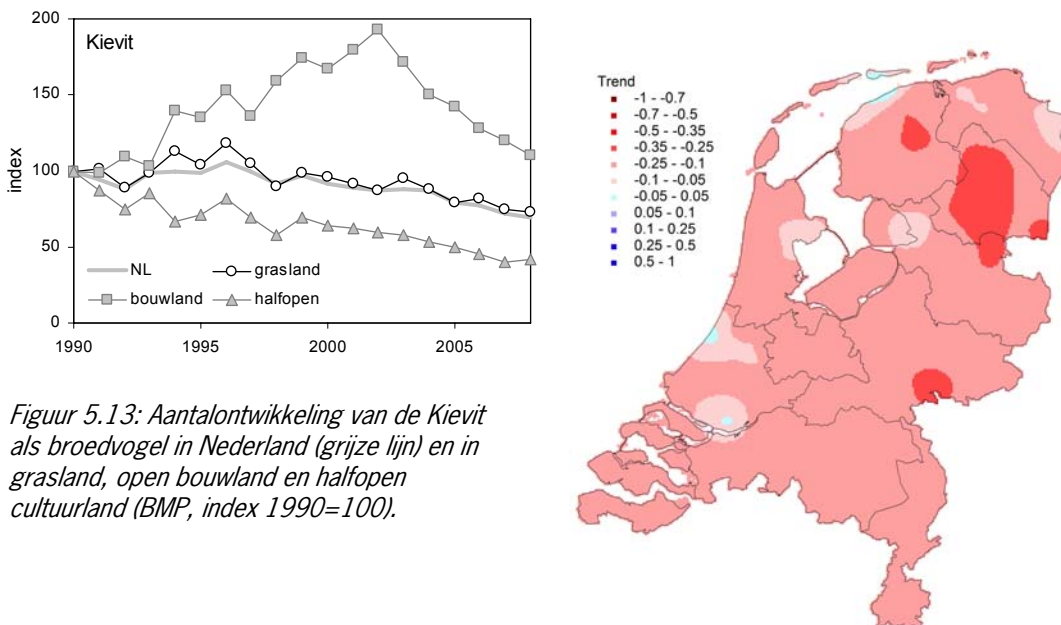 200
Kievit
150
index
100
50
NL
grasland
bouwland
halfopen
0
1990
1995
2000
2005
Figuur 5.13: Aantalontwikkeling van de Kievit
als broedvogel in Nederland (grijze lijn) en in
grasland, open bouwland en halfopen
cultuurland (BMP, index 1990=100).
Trend
-1 - -0.7
-0.7 - -0.5
-0.5 - -0.35
-0.35 - -0.25
-0.25 - -0.1
-0.1 - -0.05
-0.05 - -0.05
0.05 - 0.1
0.1 - 0.25
0.25 - 0.5
0.5 - 1